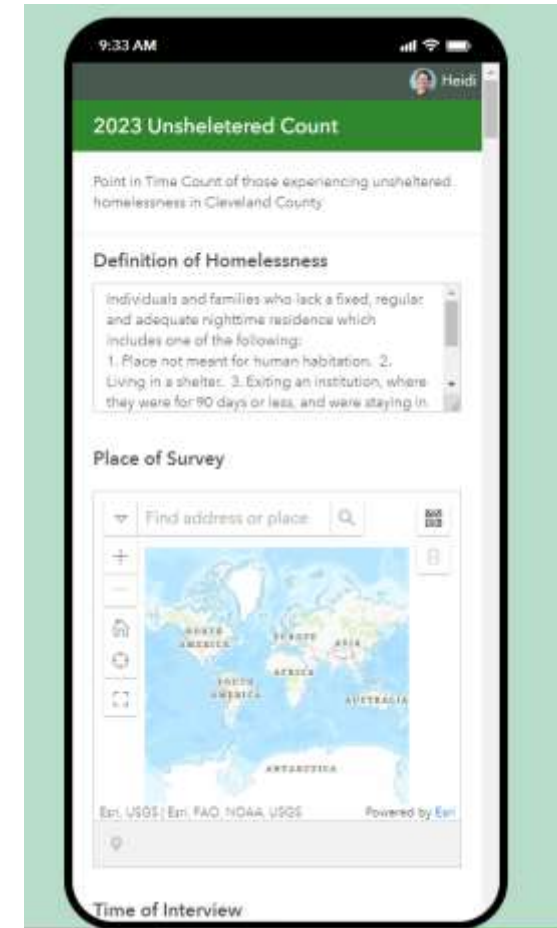 9:33 AM
Heidi
2023 Unsheletered Count
Point in Time Count of those experiencing unsheltered
homelessness in Cleveland County
Definition of Homelessness
Individuals and families who lack a fixed, regular
and adequate nighttime residence which
includes one of the following:
1. Place not meant for human habitation. 2.
Living in a shelter. 3. Exiting an institution, where
they were for 90 days or less, and were staying in
Place of Survey
Find address or place
NORTH
AMERICA
EUROPE
ASIA
AFRICA
SOUTH
AMERICA
AUSTRALIA
ANTARCTICA
Esri, USGS | Esri, FAO, NOAA, USGS
Powered by Esri
Time of Interview